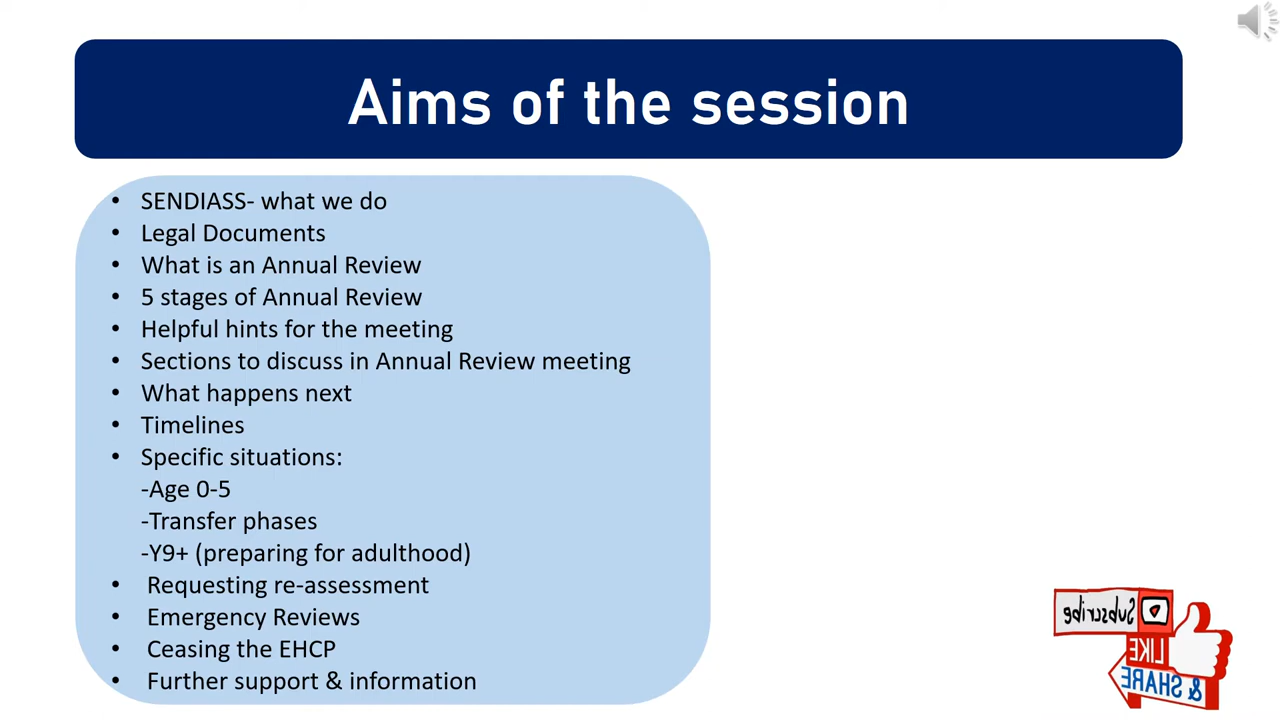 Aims of the session
• SENDIASS- what we do
• Legal Documents
• What is an Annual Review
• 5 stages of Annual Review
• Helpful hints for the meeting
• Sections to discuss in Annual Review meeting
• What happens next
• Timelines
• Specific situations:
-Age 0-5
-Transfer phases
-Y9+ (preparing for adulthood)
• Requesting re-assessment
• Emergency Reviews
• Ceasing the EHCP
• Further support & information
Subscribe
LIKE
& SHARE